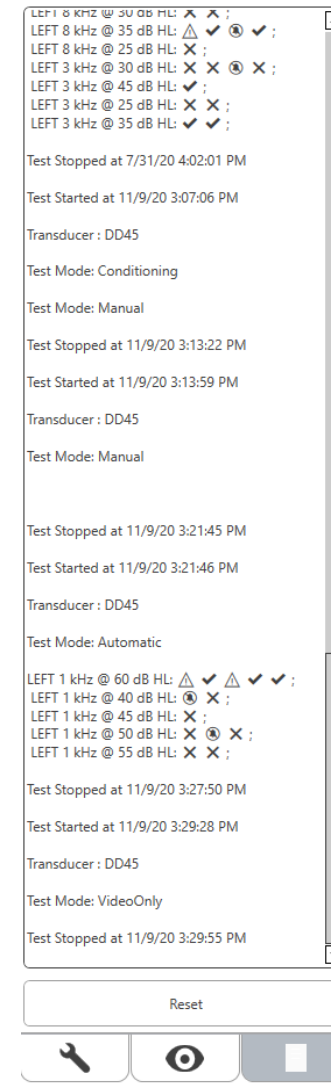 LEFT 8 kHz @ 30 dB HL: ✕ ✕ ;
LEFT 8 kHz @ 35 dB HL: ⚠ ✔ 🔕 ✔ ;
LEFT 8 kHz @ 25 dB HL: ✕ ;
LEFT 3 kHz @ 30 dB HL: ✕ ✕ 🔕 ✕ ;
LEFT 3 kHz @ 45 dB HL: ✔ ;
LEFT 3 kHz @ 25 dB HL: ✕ ✕ ;
LEFT 3 kHz @ 35 dB HL: ✔ ✔ ;
Test Stopped at 7/31/20 4:02:01 PM
Test Started at 11/9/20 3:07:06 PM
Transducer : DD45
Test Mode: Conditioning
Test Mode: Manual
Test Stopped at 11/9/20 3:13:22 PM
Test Started at 11/9/20 3:13:59 PM
Transducer : DD45
Test Mode: Manual
Test Stopped at 11/9/20 3:21:45 PM
Test Started at 11/9/20 3:21:46 PM
Transducer : DD45
Test Mode: Automatic
LEFT 1 kHz @ 60 dB HL: ⚠ ✔ ⚠ ✔ ✔ ;
LEFT 1 kHz @ 40 dB HL: 🔕 ✕ ;
LEFT 1 kHz @ 45 dB HL: ✕ ;
LEFT 1 kHz @ 50 dB HL: ✕ 🔕 ✕ ;
LEFT 1 kHz @ 55 dB HL: ✕ ✕ ;
Test Stopped at 11/9/20 3:27:50 PM
Test Started at 11/9/20 3:29:28 PM
Transducer : DD45
Test Mode: VideoOnly
Test Stopped at 11/9/20 3:29:55 PM
Reset